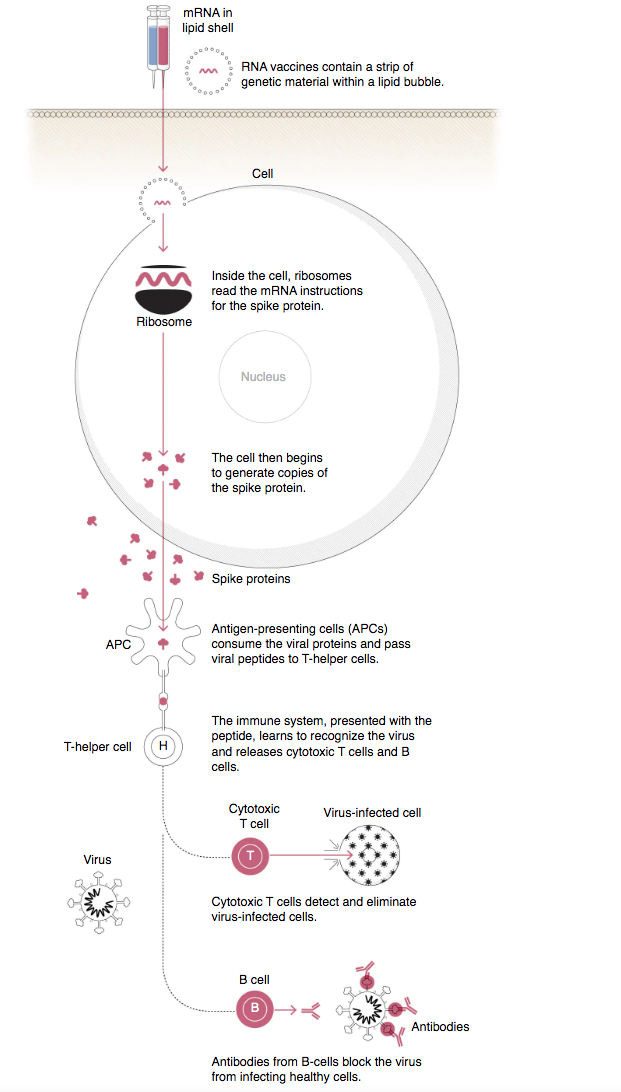 mRNA in
lipid shell
RNA vaccines contain a strip of
genetic material within a lipid bubble.
Cell
Inside the cell, ribosomes
read the mRNA instructions
for the spike protein.
Ribosome
Nucleus
The cell then begins
to generate copies of
the spike protein.
Spike proteins
Antigen-presenting cells (APCs)
consume the viral proteins and pass
viral peptides to T-helper cells.
APC
The immune system, presented with the
peptide, learns to recognize the virus
and releases cytotoxic T cells and B
cells.
T-helper cell
H
Cytotoxic
T cell
Virus-infected cell
T
Virus
Cytotoxic T cells detect and eliminate
virus-infected cells.
B cell
B
Antibodies
Antibodies from B-cells block the virus
from infecting healthy cells.